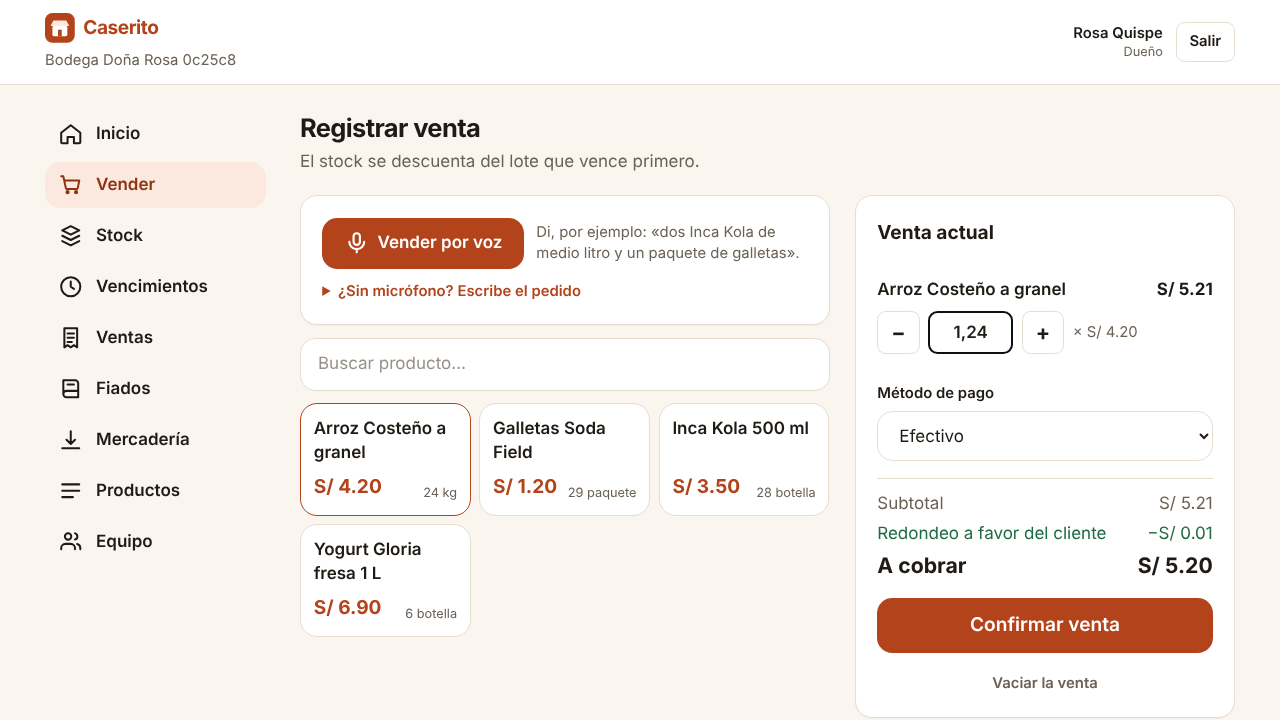 Caserito
Bodega Doña Rosa 0c25c8
Rosa Quispe
Dueño
Salir
Inicio
Vender
Stock
Vencimientos
Ventas
Fiados
Mercadería
Productos
Equipo
Registrar venta
El stock se descuenta del lote que vence primero.
Vender por voz
Di, por ejemplo: «dos Inca Kola de
medio litro y un paquete de galletas».
¿Sin micrófono? Escribe el pedido
Buscar producto...
Arroz Costeño a
granel
S/ 4.20
24 kg
Galletas Soda
Field
S/ 1.20
29 paquete
Inca Kola 500 ml
S/ 3.50
28 botella
Yogurt Gloria
fresa 1 L
S/ 6.90
6 botella
Venta actual
Arroz Costeño a granel
S/ 5.21
− 1,24 + × S/ 4.20
Método de pago
Efectivo
Subtotal
S/ 5.21
Redondeo a favor del cliente
−S/ 0.01
A cobrar
S/ 5.20
Confirmar venta
Vaciar la venta